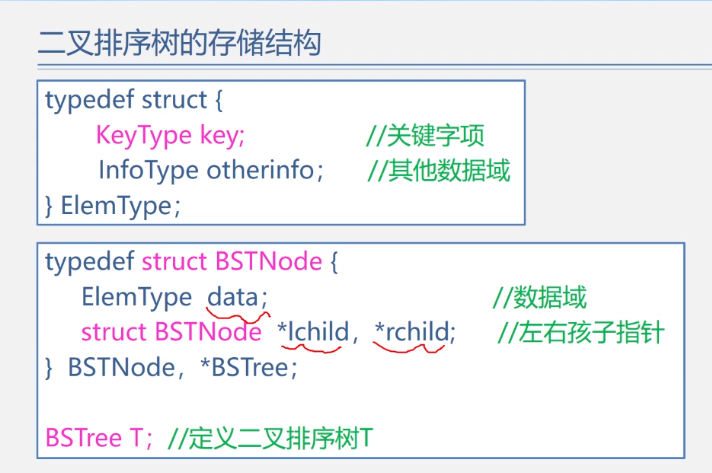 二叉排序树的存储结构
typedef struct {
KeyType key; //关键字项
InfoType otherinfo； //其他数据域
} ElemType；
typedef struct BSTNode {
ElemType data； //数据域
struct BSTNode *lchild，*rchild; //左右孩子指针
} BSTNode，*BSTree；
BSTree T；//定义二叉排序树T